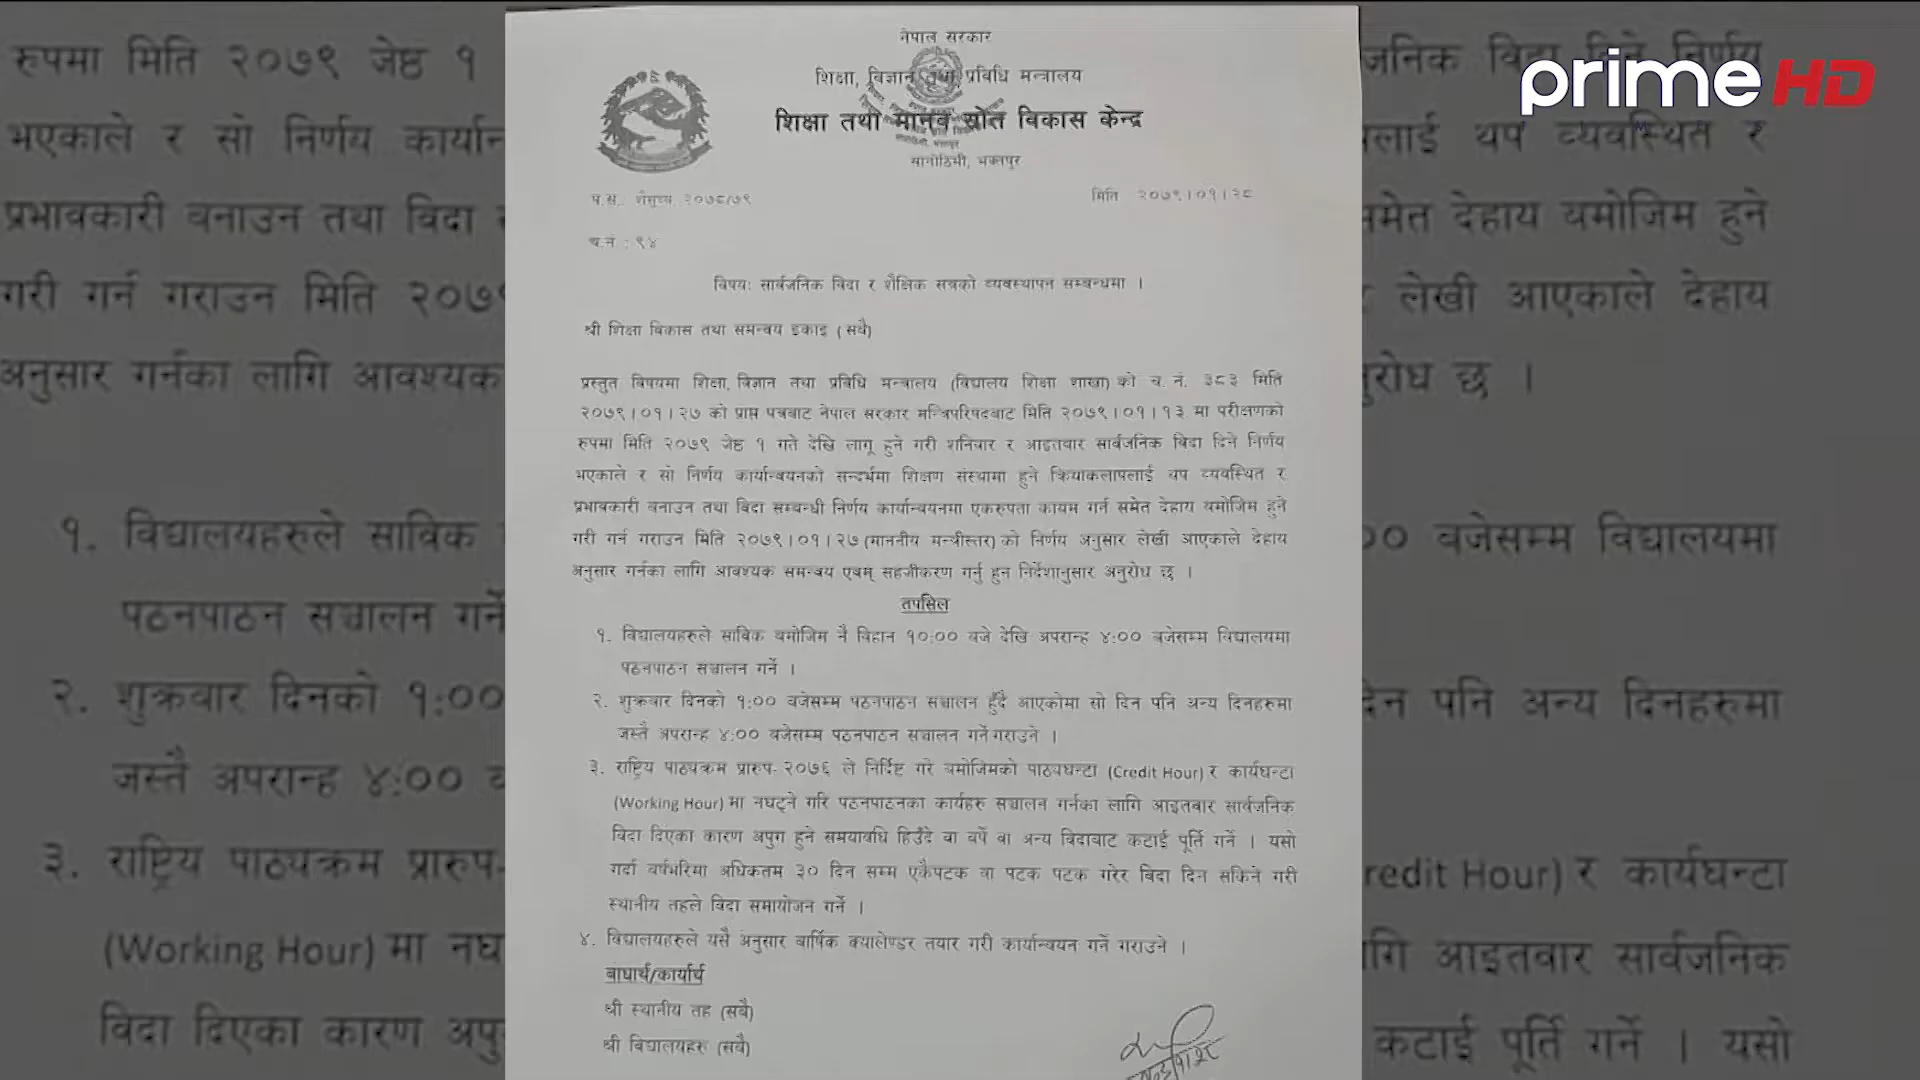 prime HD
नेपाल सरकार
शिक्षा, विज्ञान तथा प्रविधि मन्त्रालय
शिक्षा तथा मानव स्रोत विकास केन्द्र
सानोठिमी, भक्तपुर
प.स.. २०७८/७९
मिति २०७९।०१।२८
च.नं : ९४
विषयः सार्वजनिक विदा र शैक्षिक सत्रको व्यवस्थापन सम्बन्धमा ।
श्री शिक्षा विकास तथा समन्वय इकाइ (सबै)
प्रस्तुत विषयमा शिक्षा, विज्ञान तथा प्रविधि मन्त्रालय (विद्यालय शिक्षा शाखा) को च. नं. ३८३ मिति
२०७९।०१।२७ को प्राप्त पत्रबाट नेपाल सरकार मन्त्रिपरिषदबाट मिति २०७९।०१।१३ मा परीक्षणको
रुपमा मिति २०७९ जेष्ठ १ गते देखि लागू हुने गरी शनिवार र आइतवार सार्वजनिक विदा दिने निर्णय
भएकाले र सो निर्णय कार्यान्वयनको सन्दर्भमा शिक्षण संस्थामा हुने क्रियाकलापलाई थप व्यवस्थित र
प्रभावकारी बनाउन तथा विदा सम्बन्धी निर्णय कार्यान्वयनमा एकरुपता कायम गर्न समेत देहाय बमोजिम हुने
गरी गर्न गराउन मिति २०७९।०१।२७ (माननीय मन्त्रीस्तर) को निर्णय अनुसार लेखी आएकाले देहाय
अनुसार गर्नका लागि आवश्यक समन्वय एवम् सहजीकरण गर्नु हुन निर्देशानुसार अनुरोध छ ।
तपसिल
१. विद्यालयहरुले साविक बमोजिम नै विहान १०:०० बजे देखि अपरान्ह ४:०० बजेसम्म विद्यालयमा
पठनपाठन सञ्चालन गर्ने ।
२. शुक्रवार दिनको १:०० बजेसम्म पठनपाठन सञ्चालन हुँदै आएकोमा सो दिन पनि अन्य दिनहरुमा
जस्तै अपरान्ह ४:०० बजेसम्म पठनपाठन सञ्चालन गर्ने गराउने ।
३. राष्ट्रिय पाठ्यक्रम प्रारुप- २०७६ ले निर्दिष्ट गरे बमोजिमको पाठ्यघन्टा (Credit Hour) र कार्यघन्टा
(Working Hour) मा नघट्ने गरि पठनपाठनका कार्यहरु सञ्चालन गर्नका लागि आइतवार सार्वजनिक
विदा दिएका कारण अपुग हुने समयावधि हिउँदे वा वर्षे वा अन्य विदाबाट कटाई पूर्ति गर्ने । यसो
गर्दा वर्षभरिमा अधिकतम ३० दिन सम्म एकैपटक वा पटक पटक गरेर बिदा दिन सकिने गरी
स्थानीय तहले विदा समायोजन गर्ने ।
४. विद्यालयहरुले यसै अनुसार बार्षिक क्यालेण्डर तयार गरी कार्यान्वयन गर्ने गराउने ।
बोधार्थ/कार्यार्थ
श्री स्थानीय तह (सबै)
श्री विद्यालयहरु (सबै)